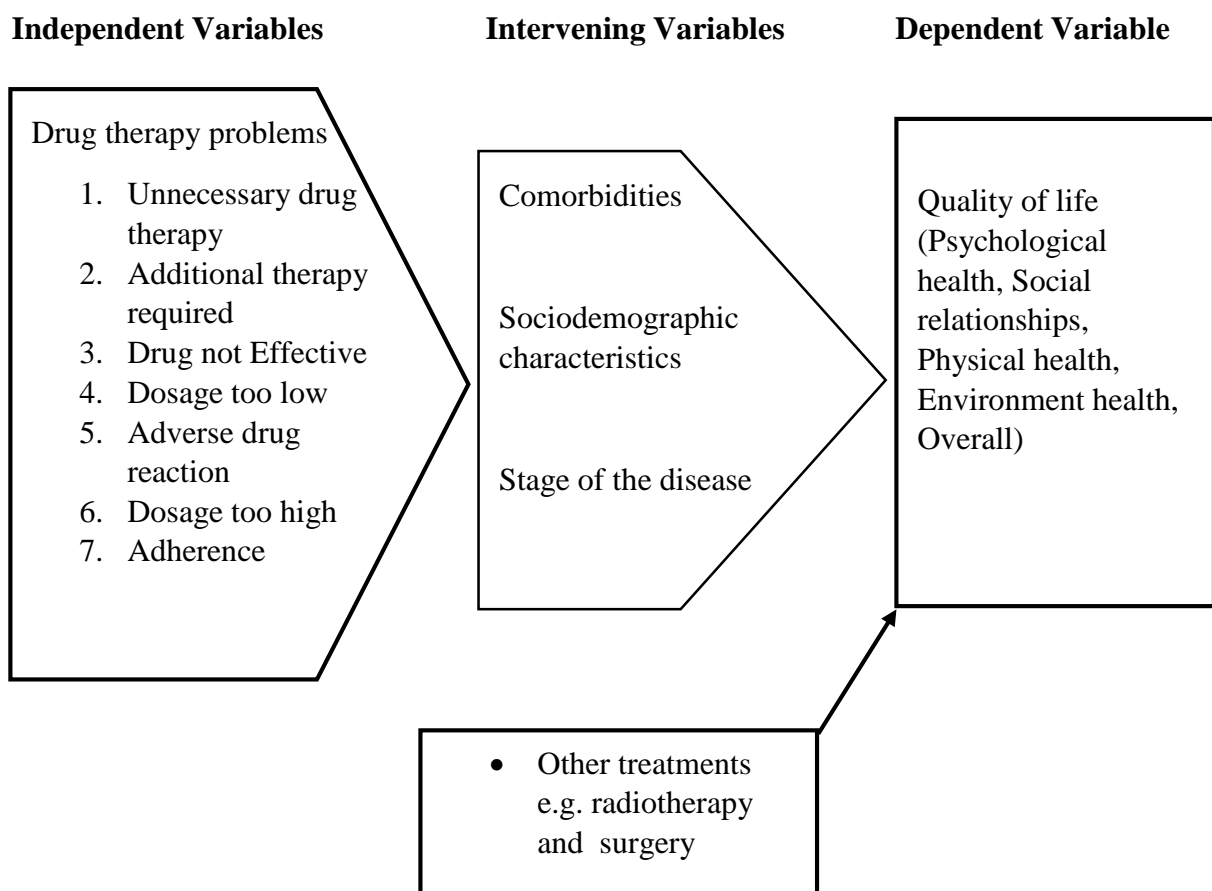 Independent Variables
Intervening Variables
Dependent Variable
Drug therapy problems
1. Unnecessary drug
therapy
2. Additional therapy
required
3. Drug not Effective
4. Dosage too low
5. Adverse drug
reaction
6. Dosage too high
7. Adherence
Comorbidities
Sociodemographic
characteristics
Stage of the disease
Quality of life
(Psychological
health, Social
relationships,
Physical health,
Environment health,
Overall)
• Other treatments
e.g. radiotherapy
and surgery